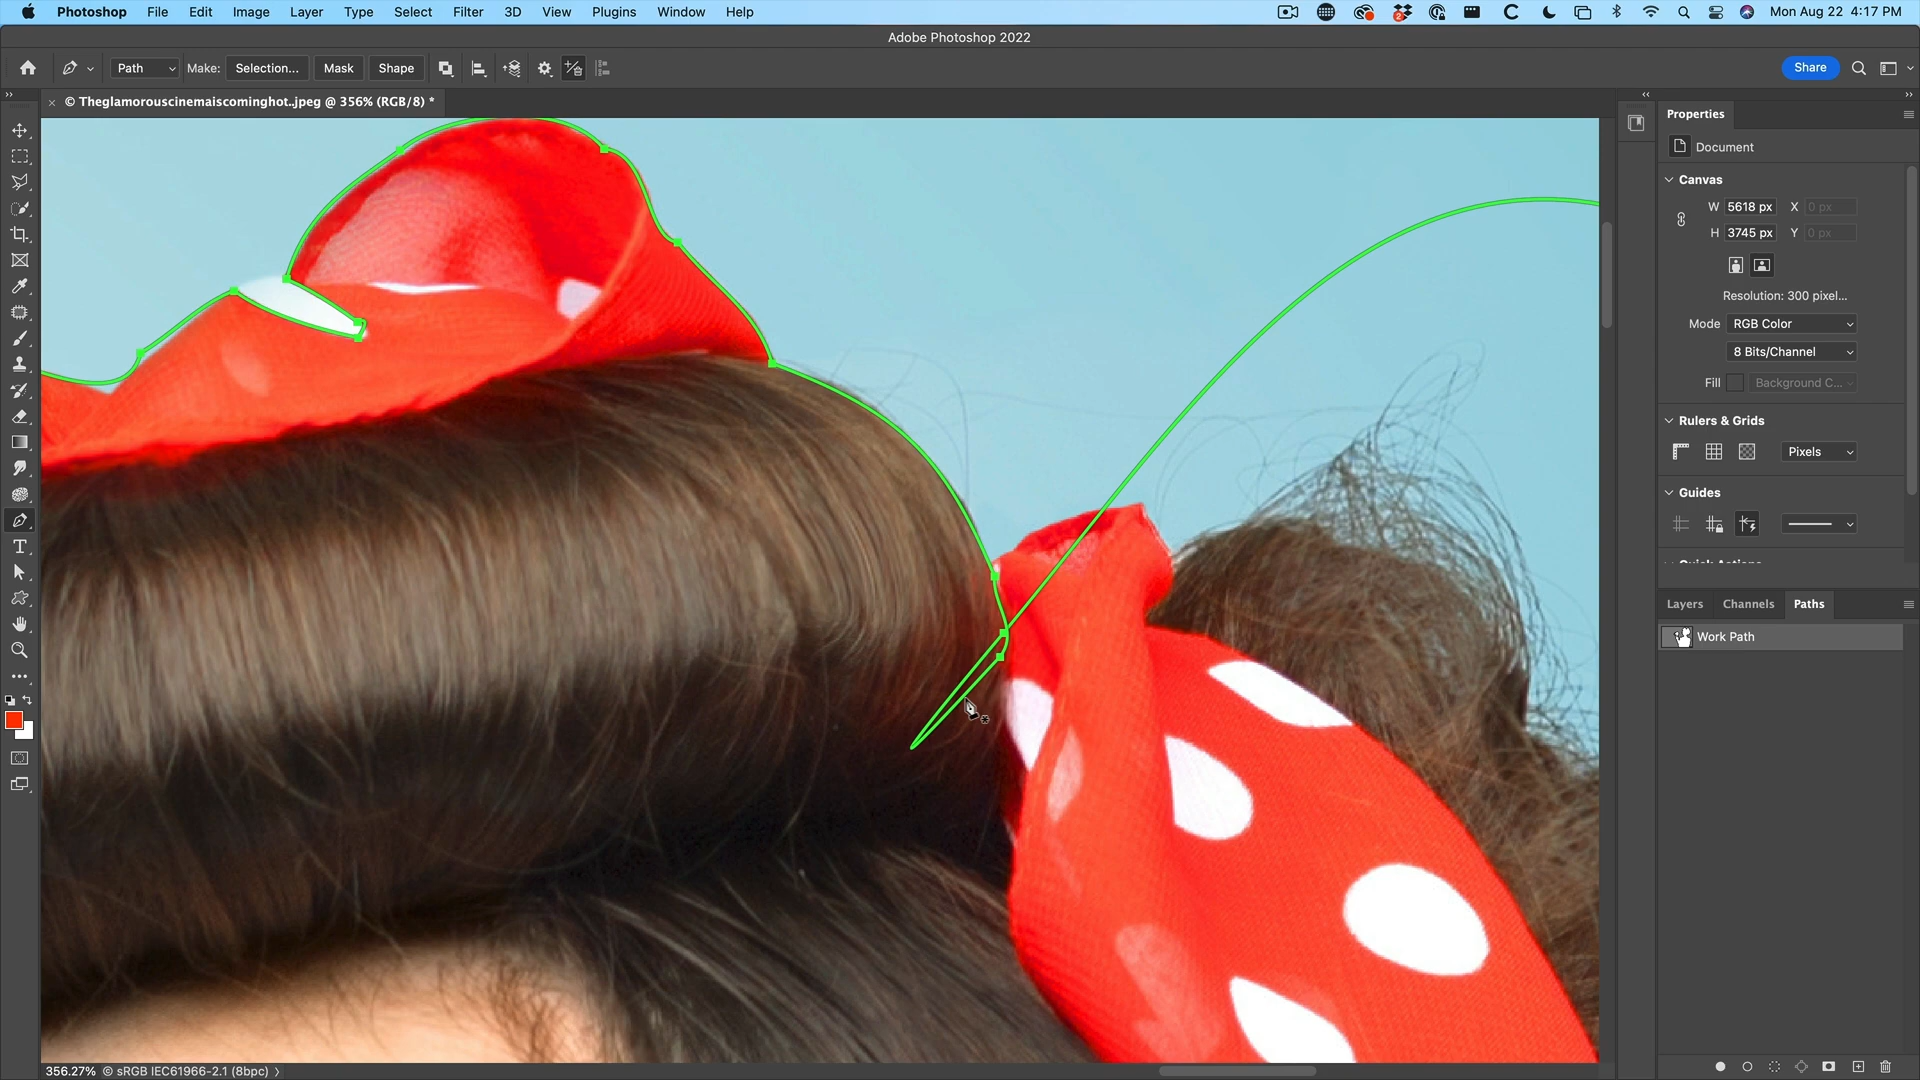 Photoshop File Edit Image Layer Type Select Filter 3D View Plugins Window Help 2 Mon Aug 22 4:17 PM
Adobe Photoshop 2022
Path Make: Selection... Mask Shape Share
× © Theglamorouscinemaiscominghot..jpeg @ 356% (RGB/8) *
Properties
Document
Canvas
W 5618 px X 0 px
H 3745 px Y 0 px
Resolution: 300 pixel...
Mode RGB Color
8 Bits/Channel
Fill Background C...
Rulers & Grids
Pixels
Guides
Quick Actions
Layers Channels Paths
Work Path
356.27% © sRGB IEC61966-2.1 (8bpc) >